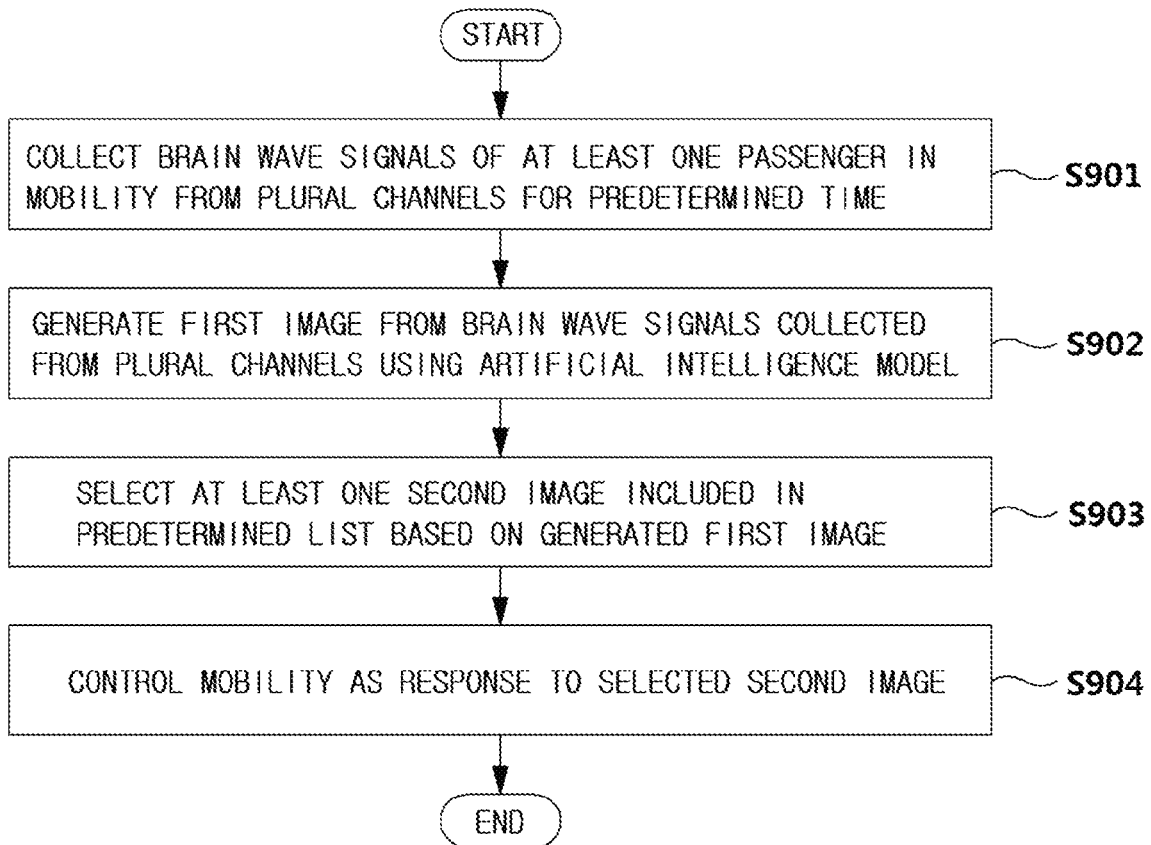 START
COLLECT BRAIN WAVE SIGNALS OF AT LEAST ONE PASSENGER IN
MOBILITY FROM PLURAL CHANNELS FOR PREDETERMINED TIME
S901
GENERATE FIRST IMAGE FROM BRAIN WAVE SIGNALS COLLECTED
FROM PLURAL CHANNELS USING ARTIFICIAL INTELLIGENCE MODEL
S902
SELECT AT LEAST ONE SECOND IMAGE INCLUDED IN
PREDETERMINED LIST BASED ON GENERATED FIRST IMAGE
S903
CONTROL MOBILITY AS RESPONSE TO SELECTED SECOND IMAGE
S904
END